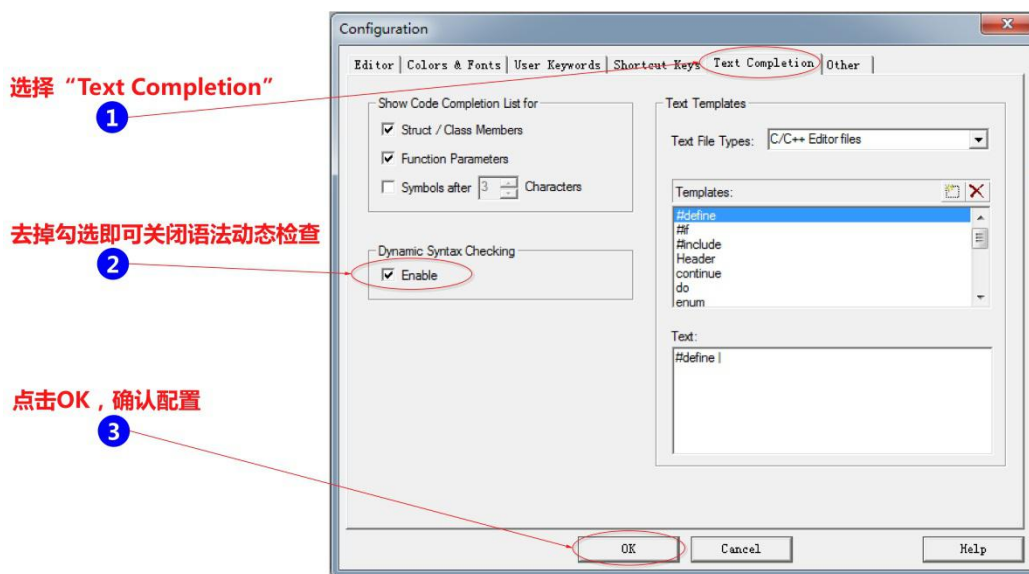 Configuration
Editor
Colors & Fonts
User Keywords
Shortcut Keys
Text Completion
Other
选择“Text Completion”
1
Show Code Completion List for
Struct / Class Members
Function Parameters
Symbols after 3 Characters
Text Templates
Text File Types: C/C++ Editor files
Templates:
#define
#if
#include
Header
continue
do
enum
去掉勾选即可关闭语法动态检查
2
Dynamic Syntax Checking
Enable
Text:
#define |
点击OK，确认配置
3
OK
Cancel
Help